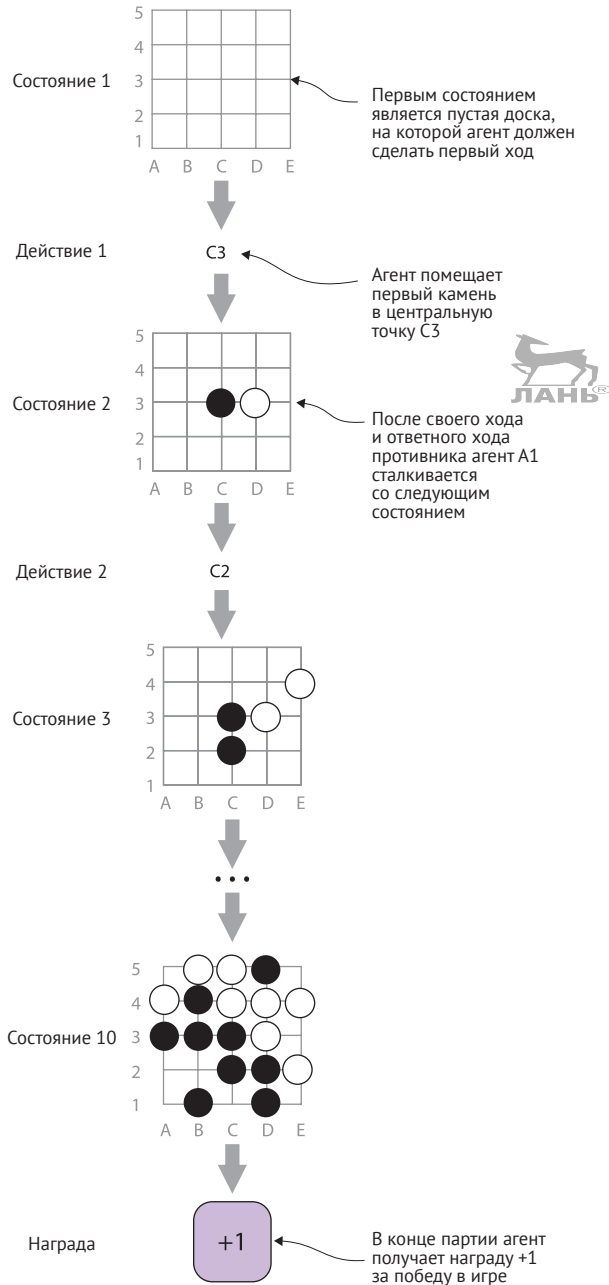 5
4
Состояние 1
3
Первым состоянием
является пустая доска,
на которой агент должен
сделать первый ход
2
1
A B C D E
Действие 1
C3
Агент помещает
первый камень
в центральную
точку C3
5
4
ЛАНЬ®
Состояние 2
3
После своего хода
и ответного хода
противника агент А1
сталкивается
со следующим
состоянием
2
1
A B C D E
Действие 2
C2
5
4
Состояние 3
3
2
1
A B C D E
...
5
4
Состояние 10
3
2
1
A B C D E
Награда
+1
В конце партии агент
получает награду +1
за победу в игре